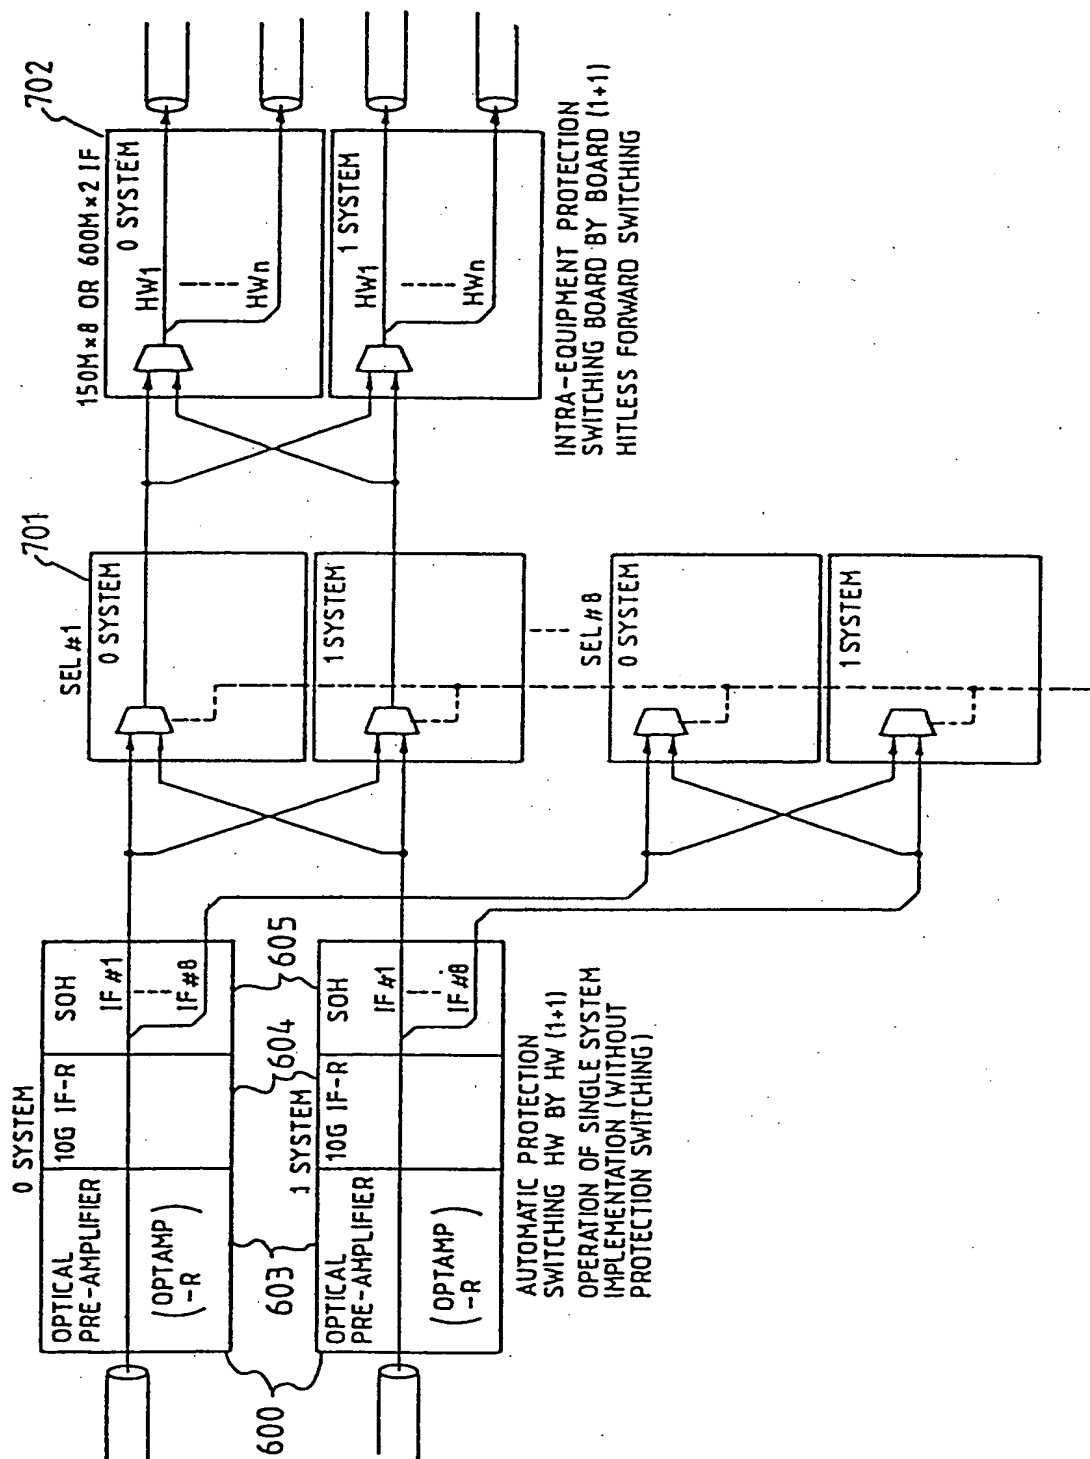 0 SYSTEM
OPTICAL
PRE-AMPLIFIER
(OPTAMP
-R)
10G IF-R
SOH
IF #1
IF #8
600
603
604
605
1 SYSTEM
OPTICAL
PRE-AMPLIFIER
(OPTAMP
-R)
10G IF-R
SOH
IF #1
IF #8
AUTOMATIC PROTECTION
SWITCHING HW BY HW (1+1)
OPERATION OF SINGLE SYSTEM
IMPLEMENTATION (WITHOUT
PROTECTION SWITCHING)
SEL #1
701
0 SYSTEM
1 SYSTEM
SEL #8
0 SYSTEM
1 SYSTEM
150M×8 OR 600M×2 IF
702
0 SYSTEM
HW1
HWn
1 SYSTEM
HW1
HWn
INTRA-EQUIPMENT PROTECTION
SWITCHING BOARD BY BOARD (1+1)
HITLESS FORWARD SWITCHING